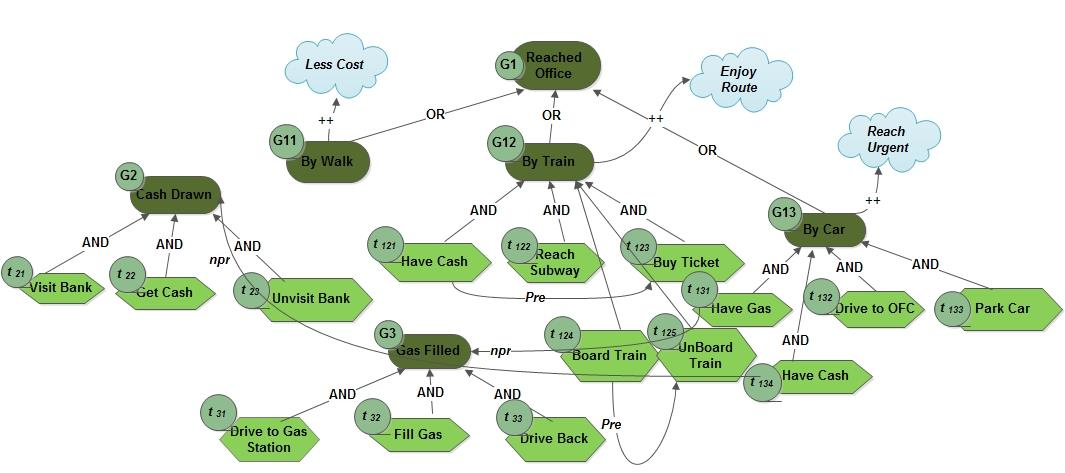 Reached
Office
G1
Less Cost
Enjoy
Route
++
OR
OR
++
Reach
Urgent
G11
By Walk
G12
By Train
OR
G2
Cash Drawn
++
G13
By Car
AND
AND
AND
AND
AND
AND
npr
t 21
Visit Bank
t 22
Get Cash
t 23
Unvisit Bank
t 121
Have Cash
t 122
Reach
Subway
t 123
Buy Ticket
Pre
AND
AND
AND
t 131
Have Gas
t 132
Drive to OFC
t 133
Park Car
G3
Gas Filled
npr
t 124
Board Train
t 125
UnBoard
Train
AND
t 134
Have Cash
AND
AND
AND
t 31
Drive to Gas
Station
t 32
Fill Gas
t 33
Drive Back
Pre